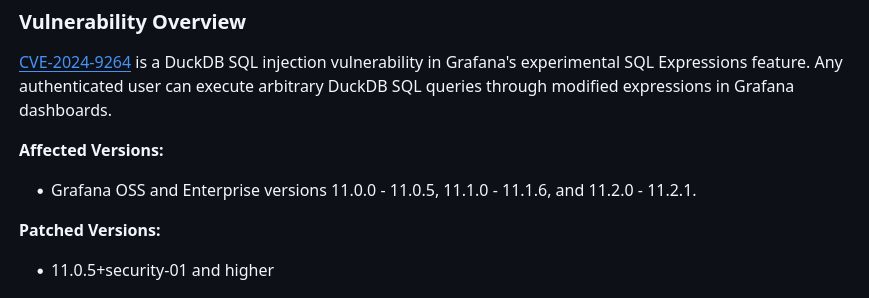 Vulnerability Overview
CVE-2024-9264 is a DuckDB SQL injection vulnerability in Grafana's experimental SQL Expressions feature. Any
authenticated user can execute arbitrary DuckDB SQL queries through modified expressions in Grafana
dashboards.
Affected Versions:
• Grafana OSS and Enterprise versions 11.0.0 - 11.0.5, 11.1.0 - 11.1.6, and 11.2.0 - 11.2.1.
Patched Versions:
• 11.0.5+security-01 and higher